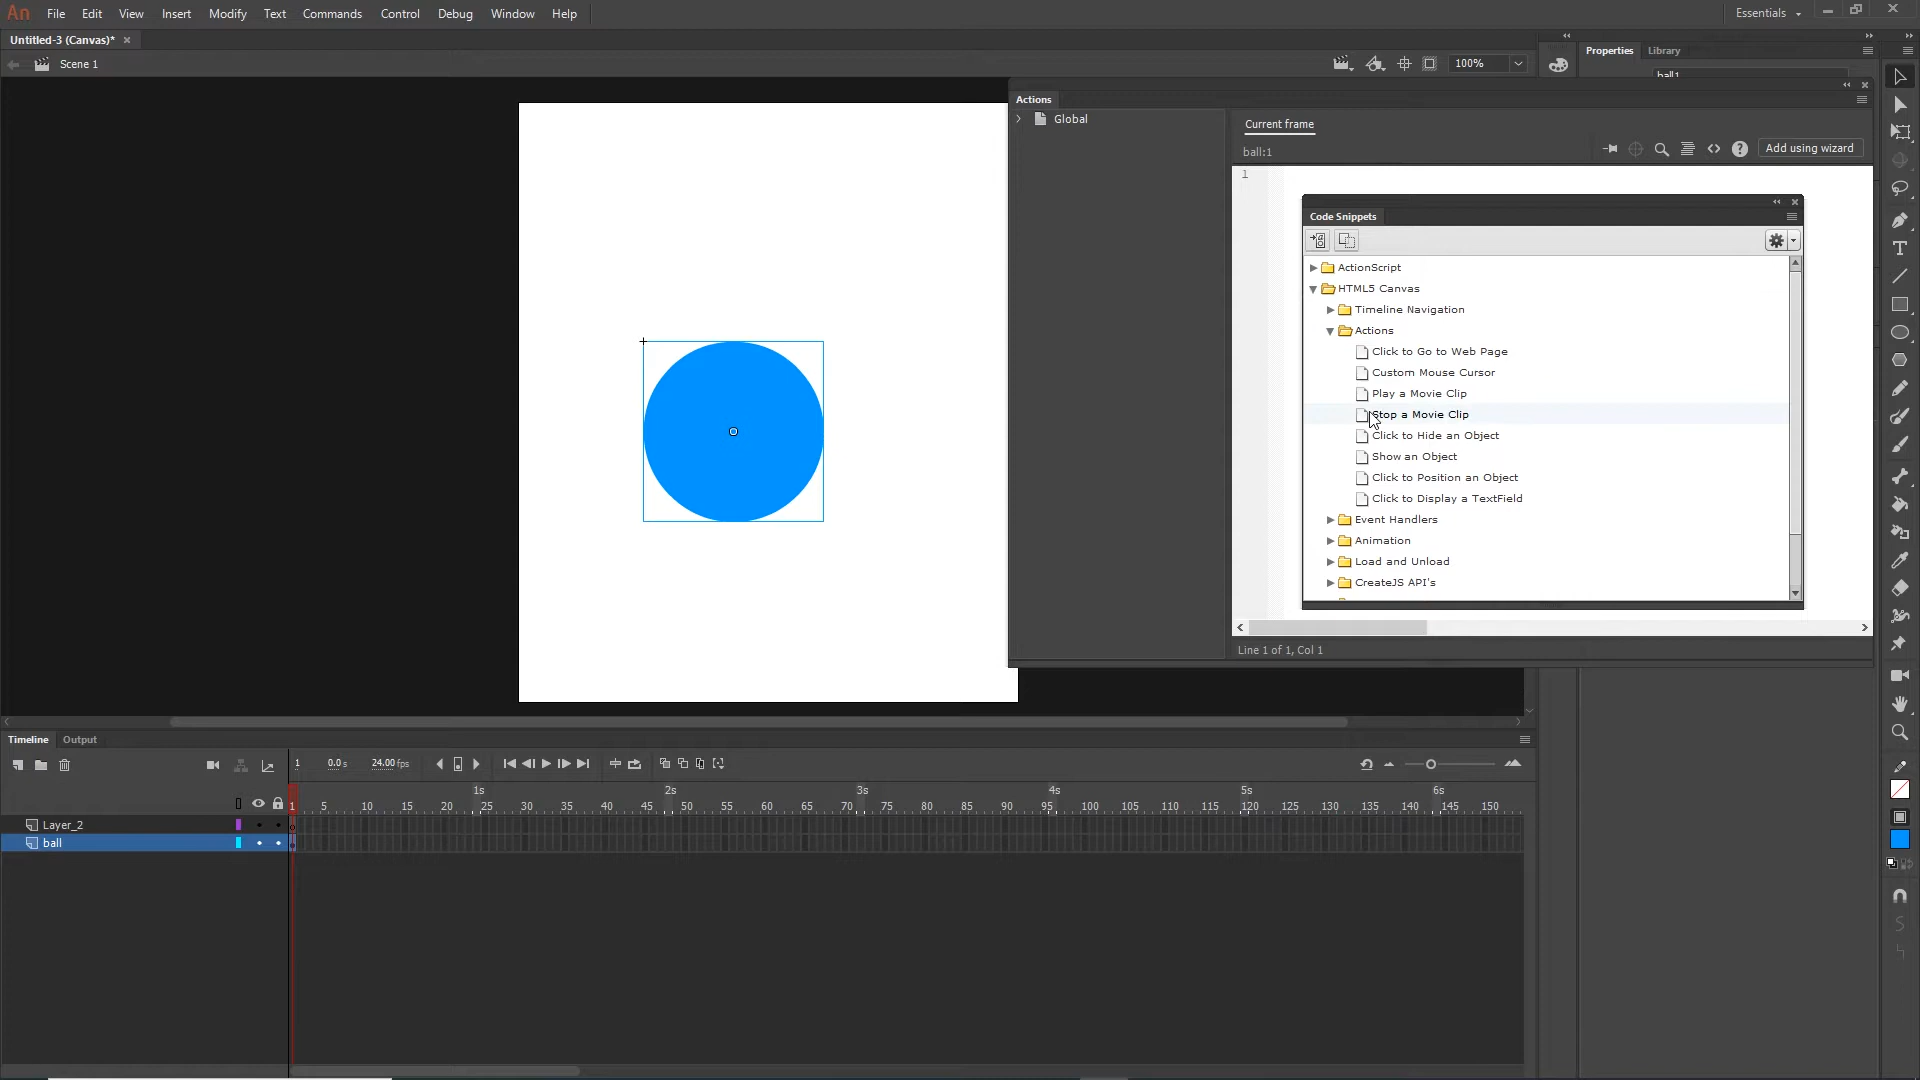 An File Edit View Insert Modify Text Commands Control Debug Window Help Essentials
Untitled-3 (Canvas)* ×
Scene 1
100%
Properties Library
ball1
Actions
Global
Current frame
ball:1
Add using wizard
1
Code Snippets
ActionScript
HTML5 Canvas
Timeline Navigation
Actions
Click to Go to Web Page
Custom Mouse Cursor
Play a Movie Clip
Stop a Movie Clip
Click to Hide an Object
Show an Object
Click to Position an Object
Click to Display a TextField
Event Handlers
Animation
Load and Unload
CreateJS API's
Line 1 of 1, Col 1
Timeline Output
1 0.0 s 24.00 fps
1s 2s 3s 4s 5s 6s
1 5 10 15 20 25 30 35 40 45 50 55 60 65 70 75 80 85 90 95 100 105 110 115 120 125 130 135 140 145 150
Layer_2
ball